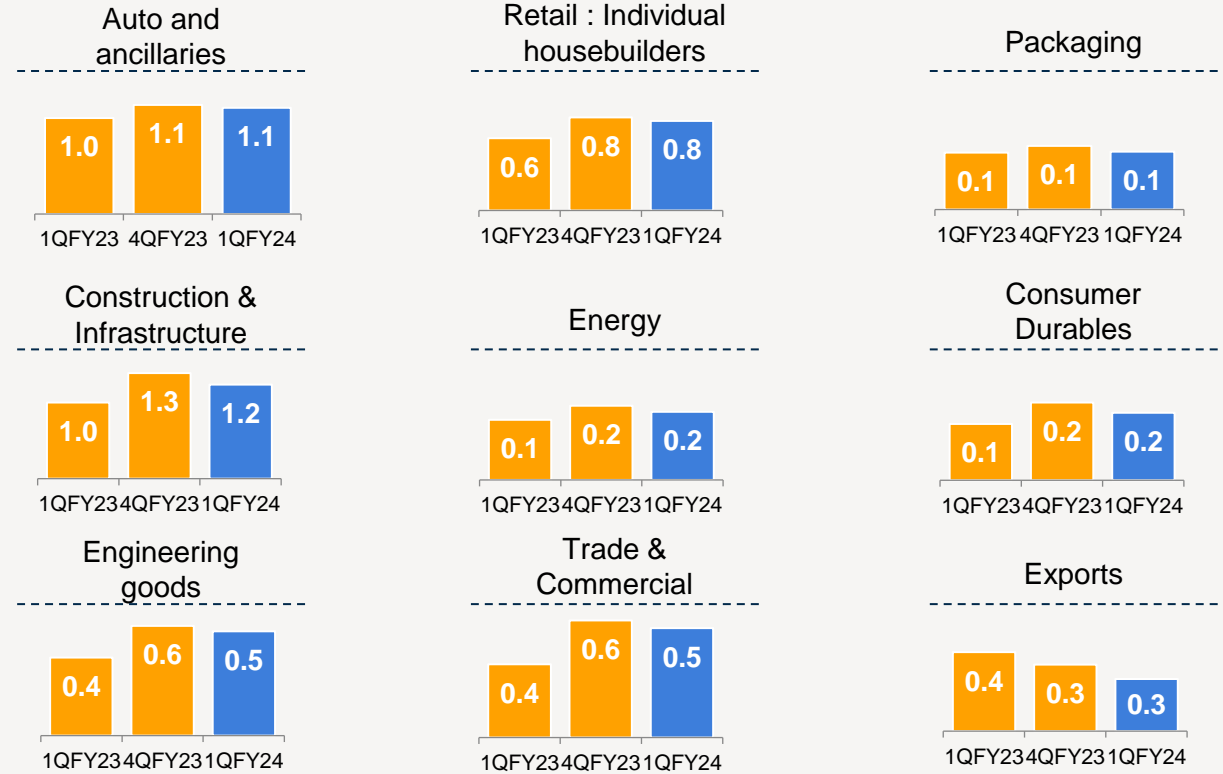 Auto and
ancillaries
1.0
1.1
1.1
1QFY23 4QFY23 1QFY24
Retail : Individual
housebuilders
0.6
0.8
0.8
1QFY23 4QFY23 1QFY24
Packaging
0.1
0.1
0.1
1QFY23 4QFY23 1QFY24
Construction &
Infrastructure
1.0
1.3
1.2
1QFY23 4QFY23 1QFY24
Energy
0.1
0.2
0.2
1QFY23 4QFY23 1QFY24
Consumer
Durables
0.1
0.2
0.2
1QFY23 4QFY23 1QFY24
Engineering
goods
0.4
0.6
0.5
1QFY23 4QFY23 1QFY24
Trade &
Commercial
0.4
0.6
0.5
1QFY23 4QFY23 1QFY24
Exports
0.4
0.3
0.3
1QFY23 4QFY23 1QFY24